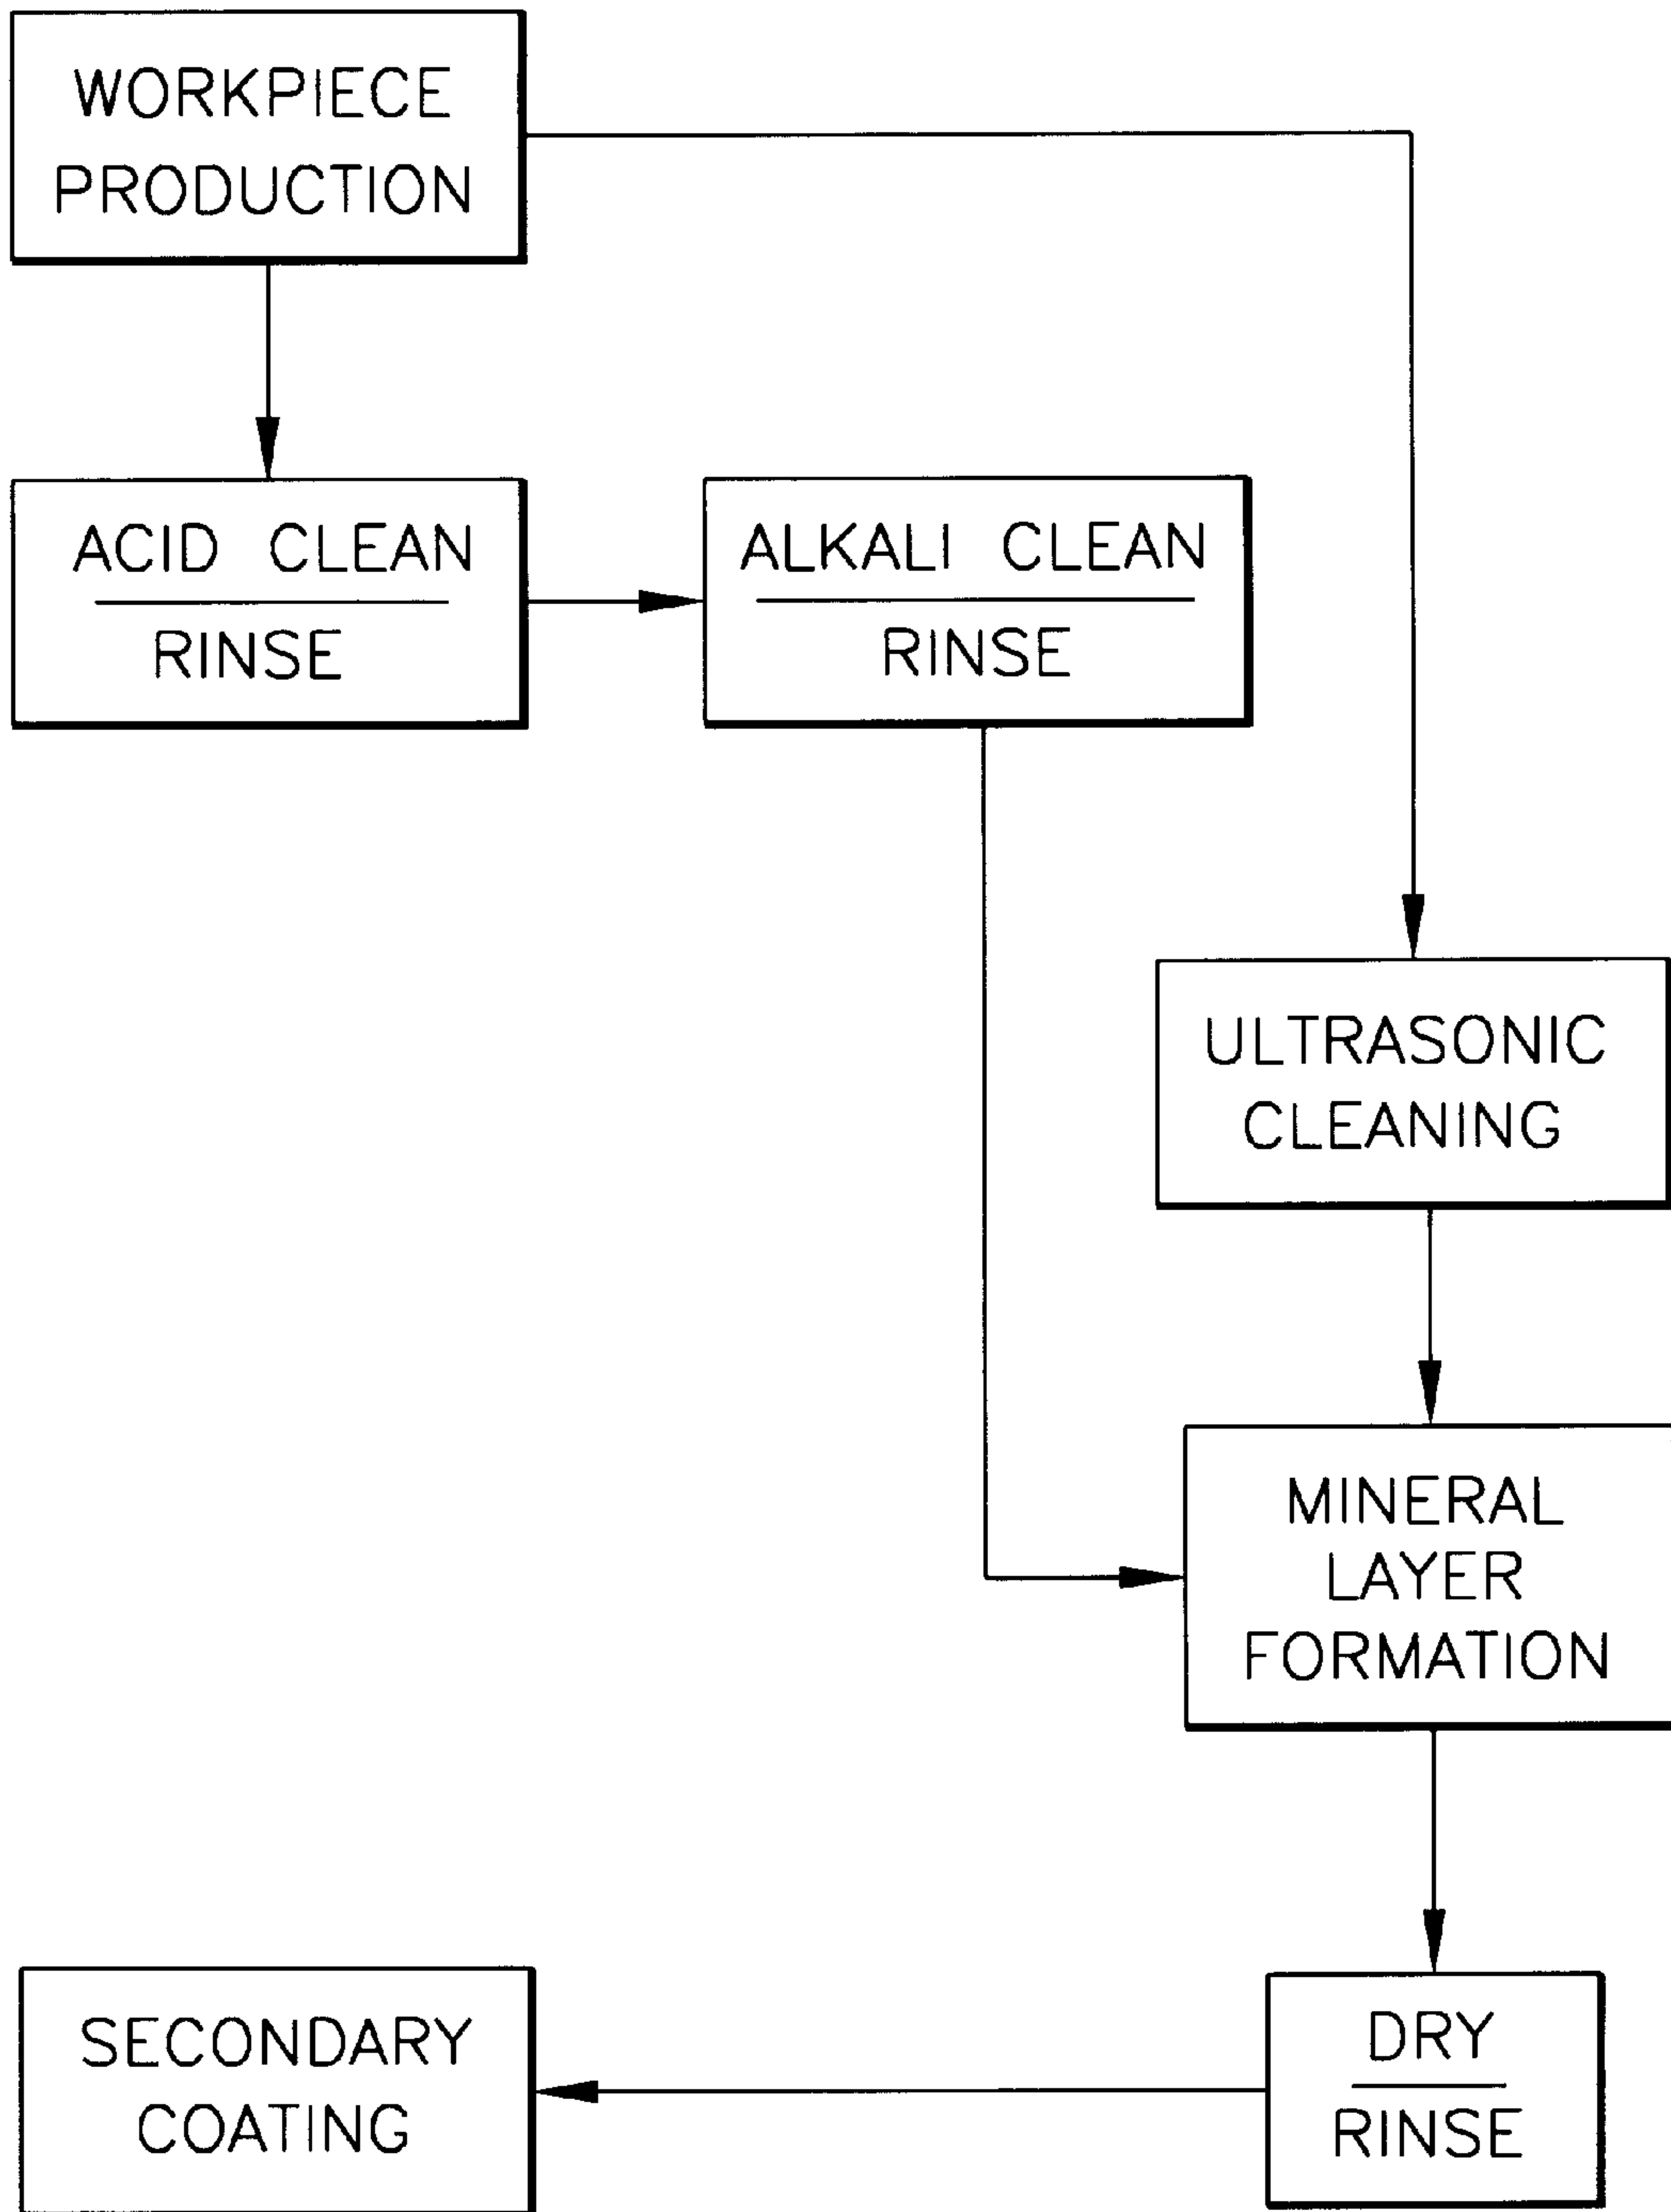 WORKPIECE
PRODUCTION
ACID CLEAN
RINSE
ALKALI CLEAN
RINSE
ULTRASONIC
CLEANING
MINERAL
LAYER
FORMATION
DRY
RINSE
SECONDARY
COATING